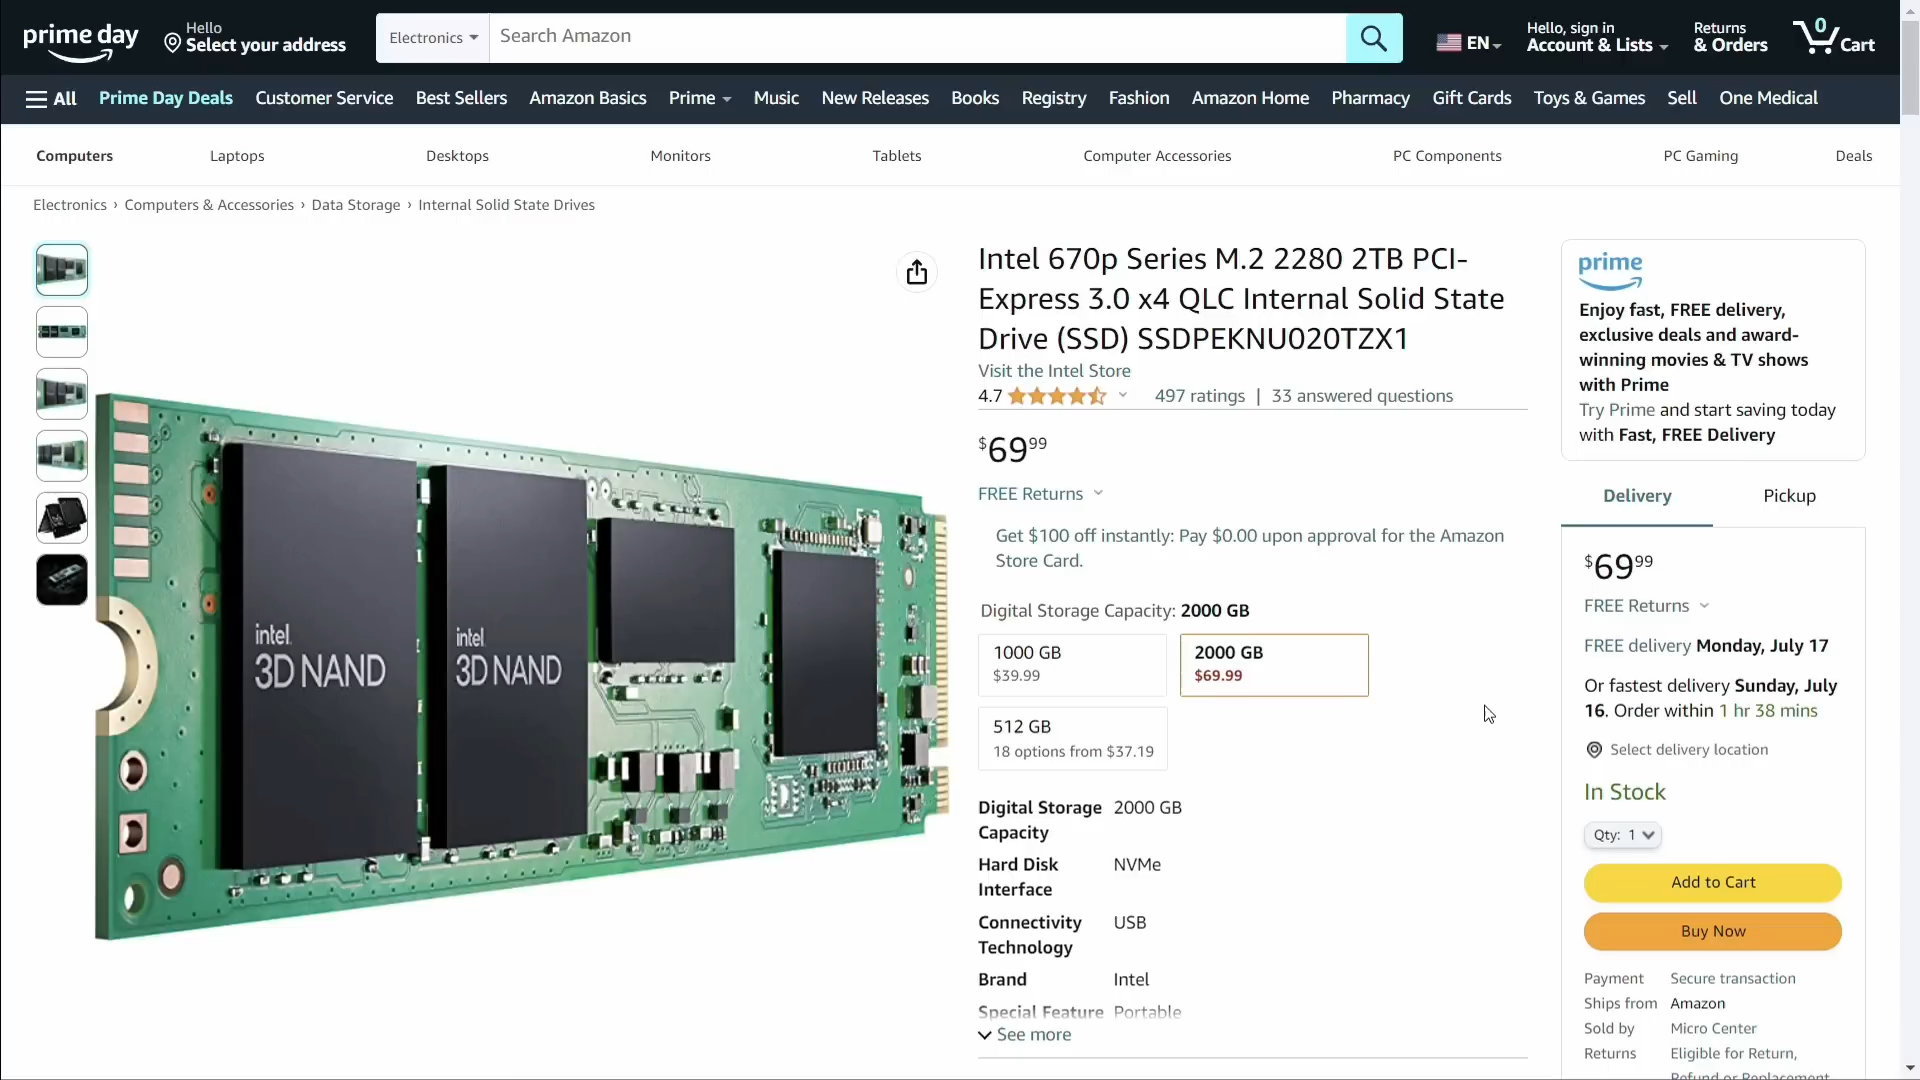 prime day
Hello
Select your address
Electronics
Search Amazon
EN
Hello, sign in
Account & Lists
Returns
& Orders
0
Cart
All
Prime Day Deals
Customer Service
Best Sellers
Amazon Basics
Prime
Music
New Releases
Books
Registry
Fashion
Amazon Home
Pharmacy
Gift Cards
Toys & Games
Sell
One Medical
Computers
Laptops
Desktops
Monitors
Tablets
Computer Accessories
PC Components
PC Gaming
Deals
Electronics › Computers & Accessories › Data Storage › Internal Solid State Drives
intel
3D NAND
intel
3D NAND
Intel 670p Series M.2 2280 2TB PCI-
Express 3.0 x4 QLC Internal Solid State
Drive (SSD) SSDPEKNU020TZX1
Visit the Intel Store
4.7
497 ratings | 33 answered questions
$69 99
FREE Returns
Get $100 off instantly: Pay $0.00 upon approval for the Amazon
Store Card.
Digital Storage Capacity: 2000 GB
1000 GB
$39.99
2000 GB
$69.99
512 GB
18 options from $37.19
Digital Storage Capacity 2000 GB
Hard Disk Interface NVMe
Connectivity Technology USB
Brand Intel
Special Feature Portable
See more
prime
Enjoy fast, FREE delivery,
exclusive deals and award-
winning movies & TV shows
with Prime
Try Prime and start saving today
with Fast, FREE Delivery
Delivery
Pickup
$69 99
FREE Returns
FREE delivery Monday, July 17
Or fastest delivery Sunday, July
16. Order within 1 hr 38 mins
Select delivery location
In Stock
Qty: 1
Add to Cart
Buy Now
Payment Secure transaction
Ships from Amazon
Sold by Micro Center
Returns Eligible for Return,
Refund or Replacement